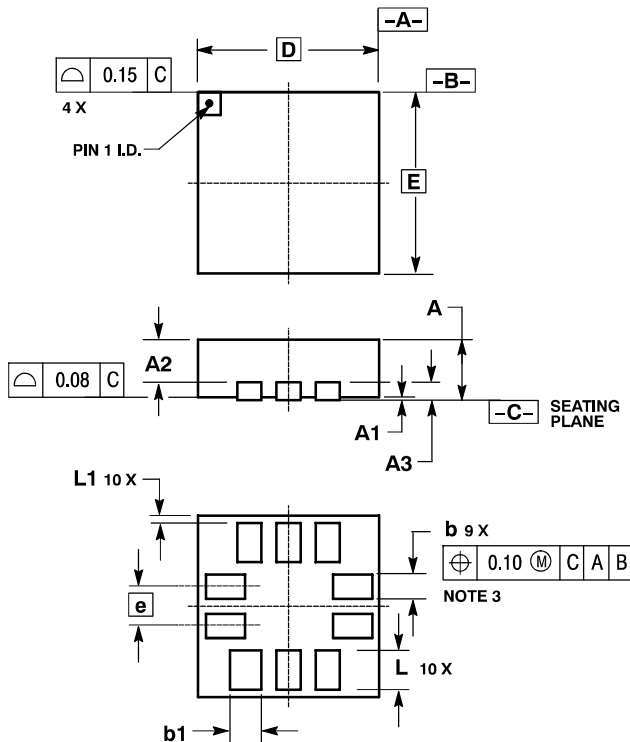 D
–A–
⌓ 0.15 C
4 X
–B–
PIN 1 I.D.
E
A
A2
⌓ 0.08 C
–C– SEATING
PLANE
A1
A3
L1 10 X
b 9 X
⌖ 0.10 Ⓜ C A B
NOTE 3
e
L 10 X
b1